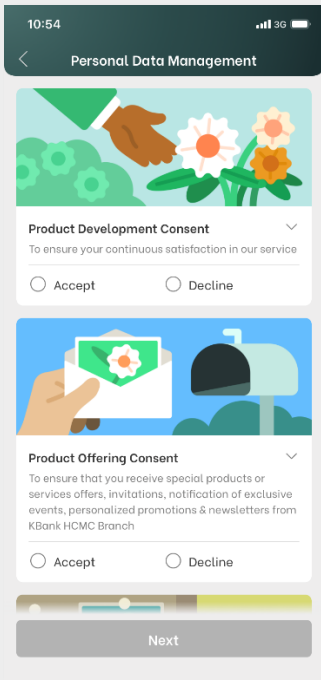 10:54
3G
Personal Data Management
Product Development Consent
To ensure your continuous satisfaction in our service
Accept
Decline
Product Offering Consent
To ensure that you receive special products or
services offers, invitations, notification of exclusive
events, personalized promotions & newsletters from
KBank HCMC Branch
Accept
Decline
Next